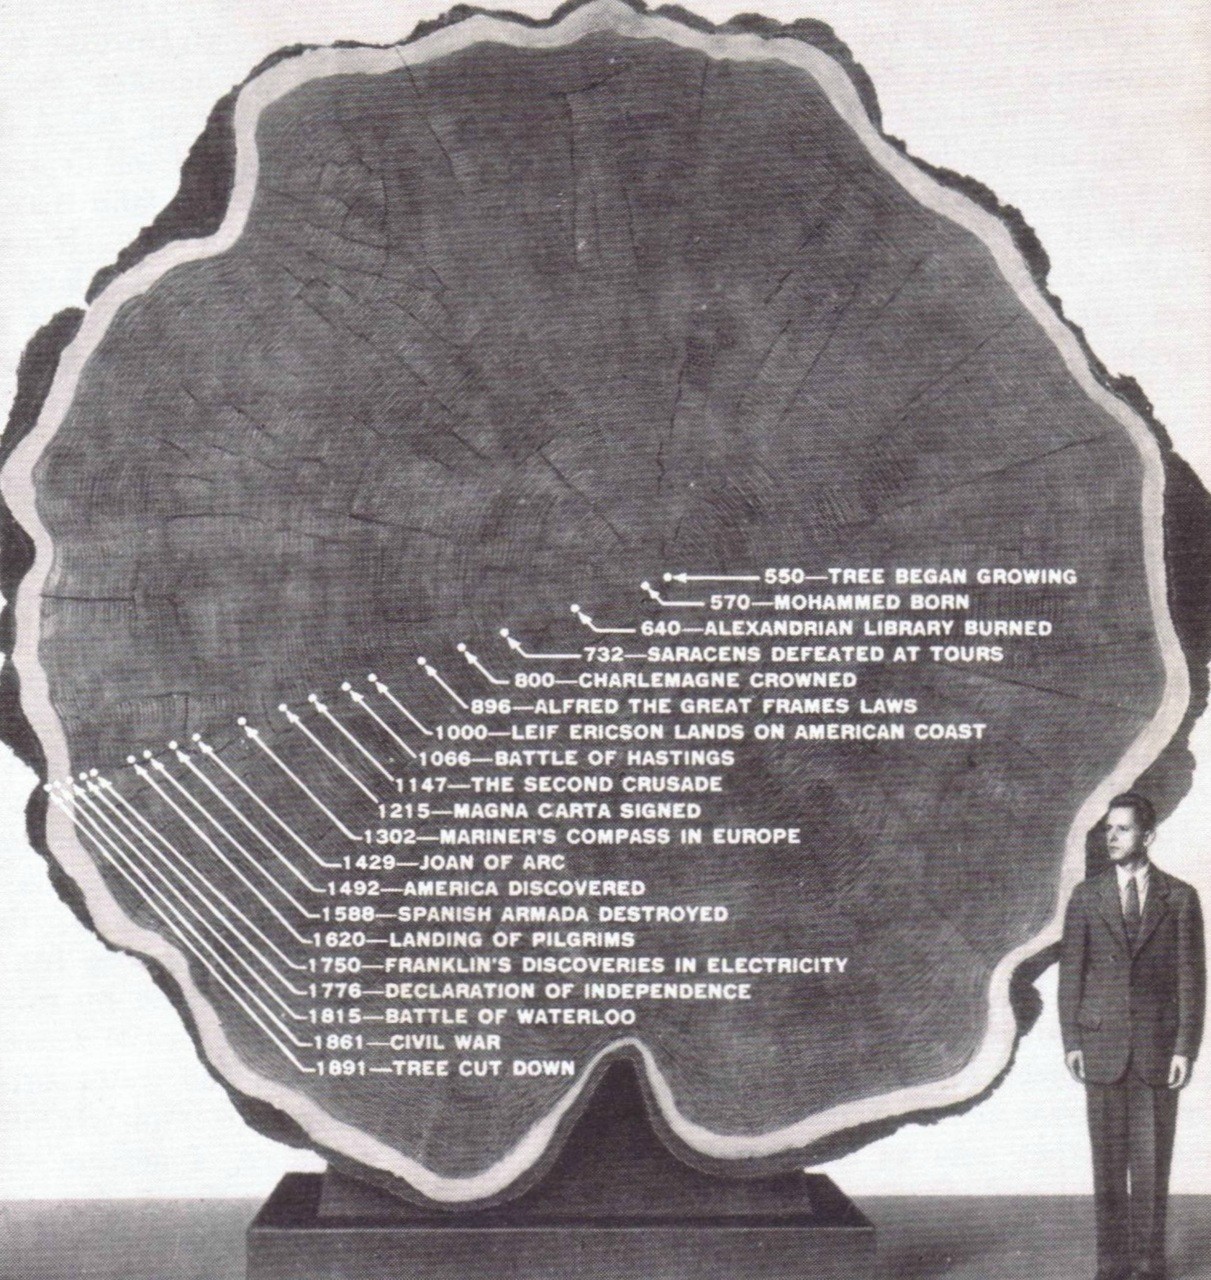 550—TREE BEGAN GROWING
570—MOHAMMED BORN
640—ALEXANDRIAN LIBRARY BURNED
732—SARACENS DEFEATED AT TOURS
800—CHARLEMAGNE CROWNED
896—ALFRED THE GREAT FRAMES LAWS
1000—LEIF ERICSON LANDS ON AMERICAN COAST
1066—BATTLE OF HASTINGS
1147—THE SECOND CRUSADE
1215—MAGNA CARTA SIGNED
1302—MARINER'S COMPASS IN EUROPE
1429—JOAN OF ARC
1492—AMERICA DISCOVERED
1588—SPANISH ARMADA DESTROYED
1620—LANDING OF PILGRIMS
1750—FRANKLIN'S DISCOVERIES IN ELECTRICITY
1776—DECLARATION OF INDEPENDENCE
1815—BATTLE OF WATERLOO
1861—CIVIL WAR
1891—TREE CUT DOWN